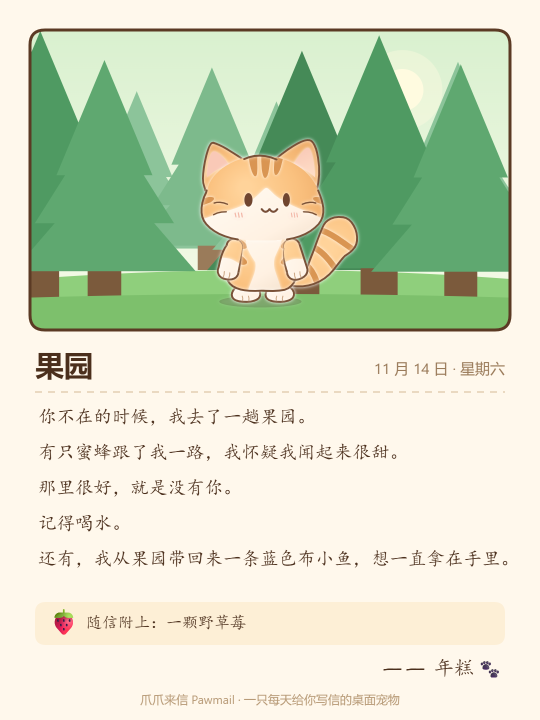 果园
11 月 14 日 · 星期六
你不在的时候，我去了一趟果园。
有只蜜蜂跟了我一路，我怀疑我闻起来很甜。
那里很好，就是没有你。
记得喝水。
还有，我从果园带回来一条蓝色布小鱼，想一直拿在手里。
随信附上：一颗野草莓
—— 年糕 🐾
爪爪来信 Pawmail · 一只每天给你写信的桌面宠物